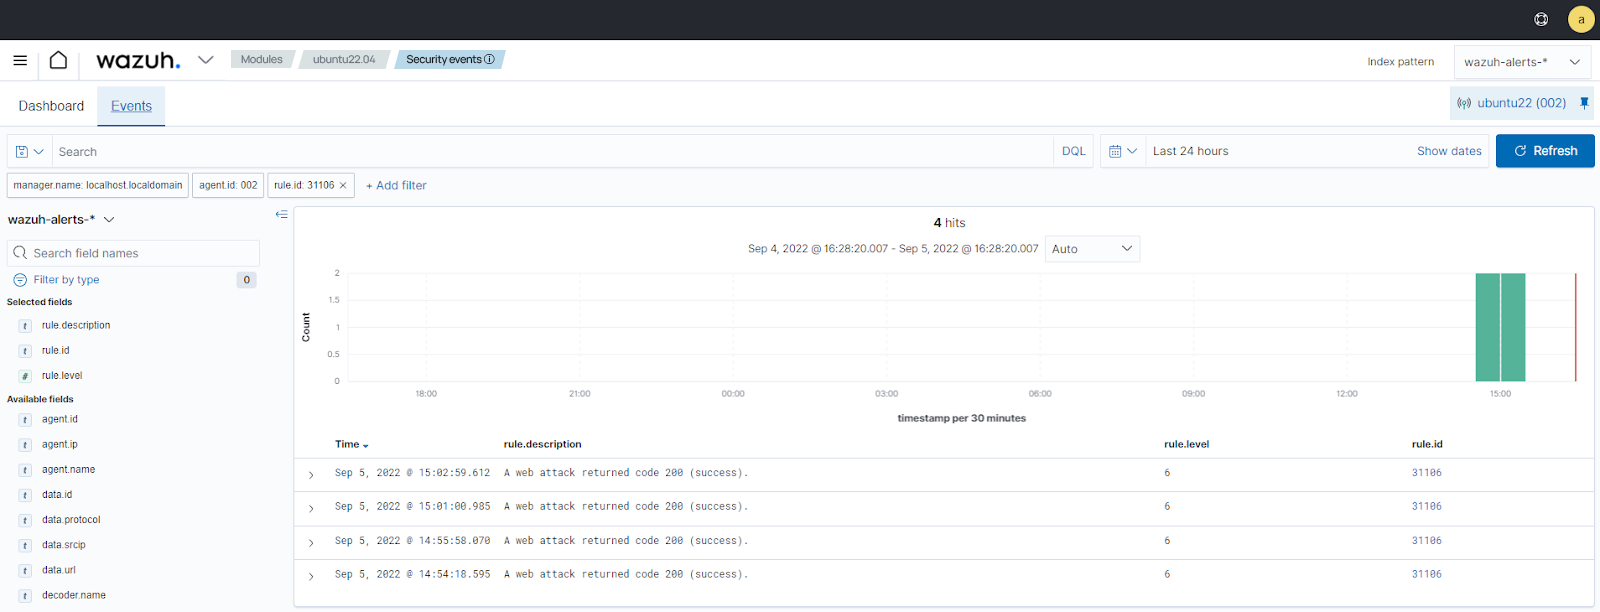 a
wazuh.
Modules
ubuntu22.04
Security events
Index pattern
wazuh-alerts-*
Dashboard
Events
ubuntu22 (002)
Search
DQL
Last 24 hours
Show dates
Refresh
manager.name: localhost.localdomain
agent.id: 002
rule.id: 31106 ×
+ Add filter
wazuh-alerts-*
Search field names
Filter by type
0
Selected fields
t rule.description
t rule.id
# rule.level
Available fields
t agent.id
t agent.ip
t agent.name
t data.id
t data.protocol
t data.srcip
t data.url
t decoder.name
4 hits
Sep 4, 2022 @ 16:28:20.007 - Sep 5, 2022 @ 16:28:20.007
Auto
Count
2
1.5
1
0.5
0
18:00 21:00 00:00 03:00 06:00 09:00 12:00 15:00
timestamp per 30 minutes
Time rule.description rule.level rule.id
Sep 5, 2022 @ 15:02:59.612 A web attack returned code 200 (success). 6 31106
Sep 5, 2022 @ 15:01:00.985 A web attack returned code 200 (success). 6 31106
Sep 5, 2022 @ 14:55:58.070 A web attack returned code 200 (success). 6 31106
Sep 5, 2022 @ 14:54:18.595 A web attack returned code 200 (success). 6 31106